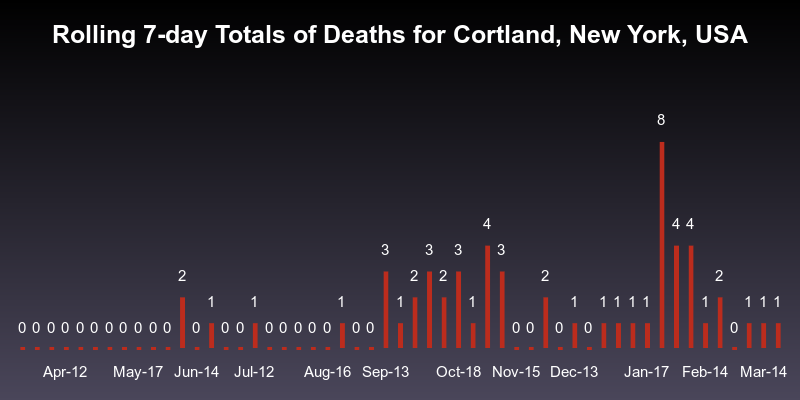 Rolling 7-day Totals of Deaths for Cortland, New York, USA
8
4 4 4
3 3 3 3
2 2 2 2 2
1 1 1 1 1 1 1 1 1 1 1 1 1 1
0 0 0 0 0 0 0 0 0 0 0 0 0 0 0 0 0 0 0 0 0 0 0 0 0 0
Apr-12 May-17 Jun-14 Jul-12 Aug-16 Sep-13 Oct-18 Nov-15 Dec-13 Jan-17 Feb-14 Mar-14